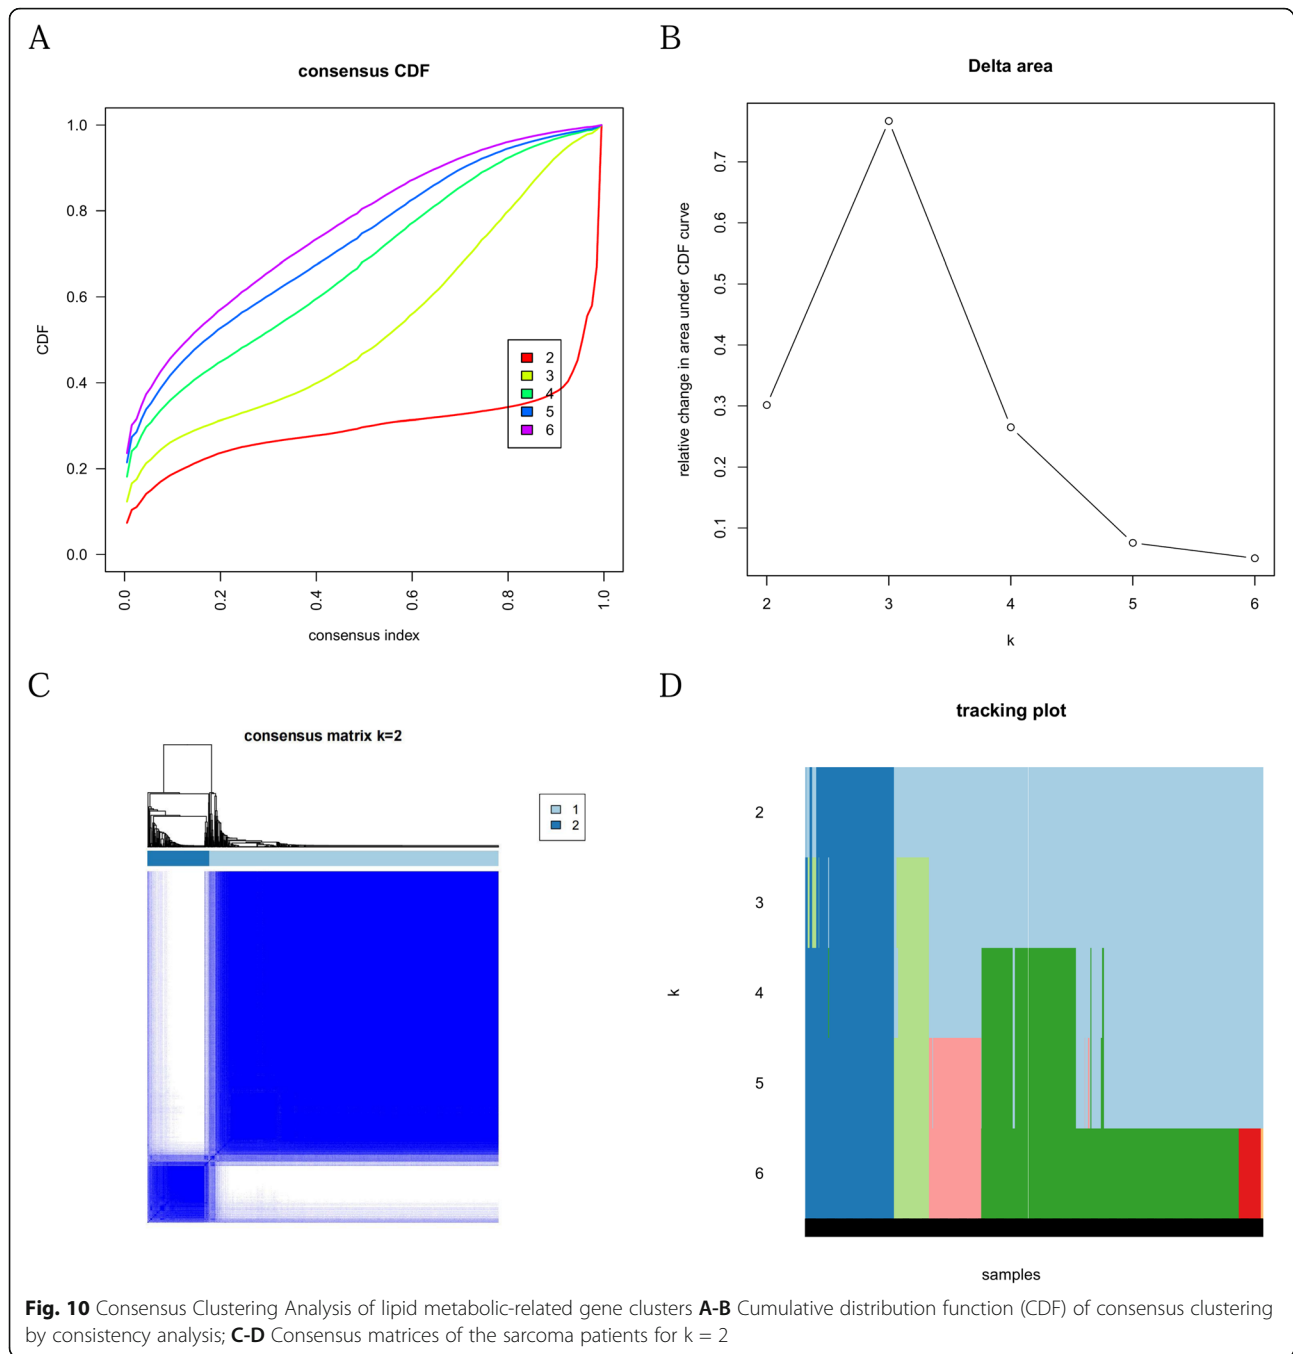 A
consensus CDF
CDF
1.0
0.8
0.6
0.4
0.2
0.0
2
3
4
5
6
0.0
0.2
0.4
0.6
0.8
1.0
consensus index
B
Delta area
relative change in area under CDF curve
0.7
0.6
0.5
0.4
0.3
0.2
0.1
2
3
4
5
6
k
C
consensus matrix k=2
1
2
D
tracking plot
k
2
3
4
5
6
samples
Fig. 10 Consensus Clustering Analysis of lipid metabolic-related gene clusters A-B Cumulative distribution function (CDF) of consensus clustering
by consistency analysis; C-D Consensus matrices of the sarcoma patients for k = 2